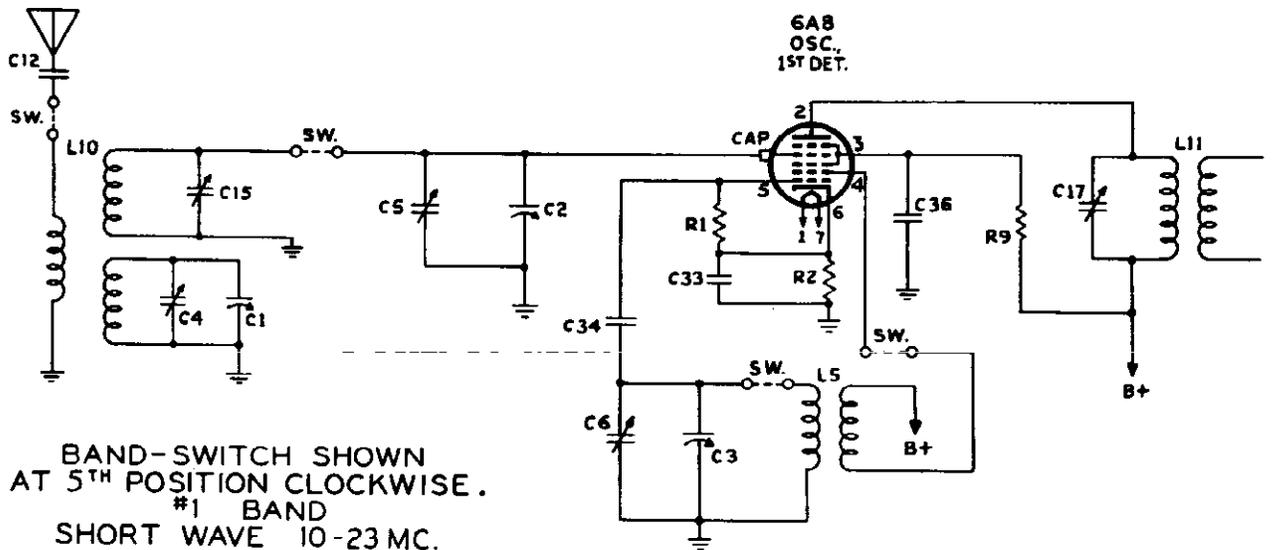 6A8
OSC.,
1ST DET.
C12
SW.
L10
SW.
C15
C4
C1
C5
C2
CAP
2
3
4
5
6
1 7
R1
C33
R2
C34
C36
R9
C17
L11
B+
SW.
SW.
L5
C6
C3
B+
BAND-SWITCH SHOWN
AT 5TH POSITION CLOCKWISE.
#1 BAND
SHORT WAVE 10-23 MC.